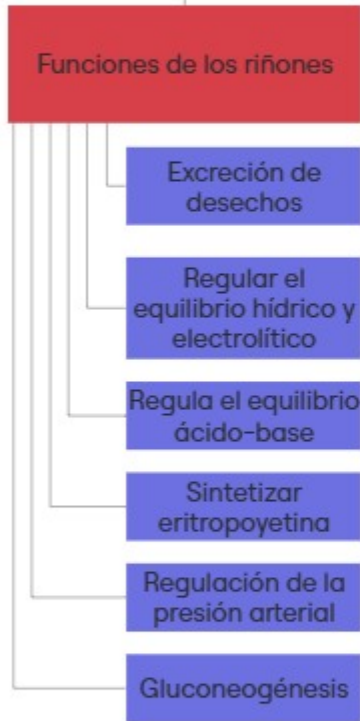 Funciones de los riñones
Excreción de
desechos
Regular el
equilibrio hídrico y
electrolítico
Regula el equilibrio
ácido-base
Sintetizar
eritropoyetina
Regulación de la
presión arterial
Gluconeogénesis